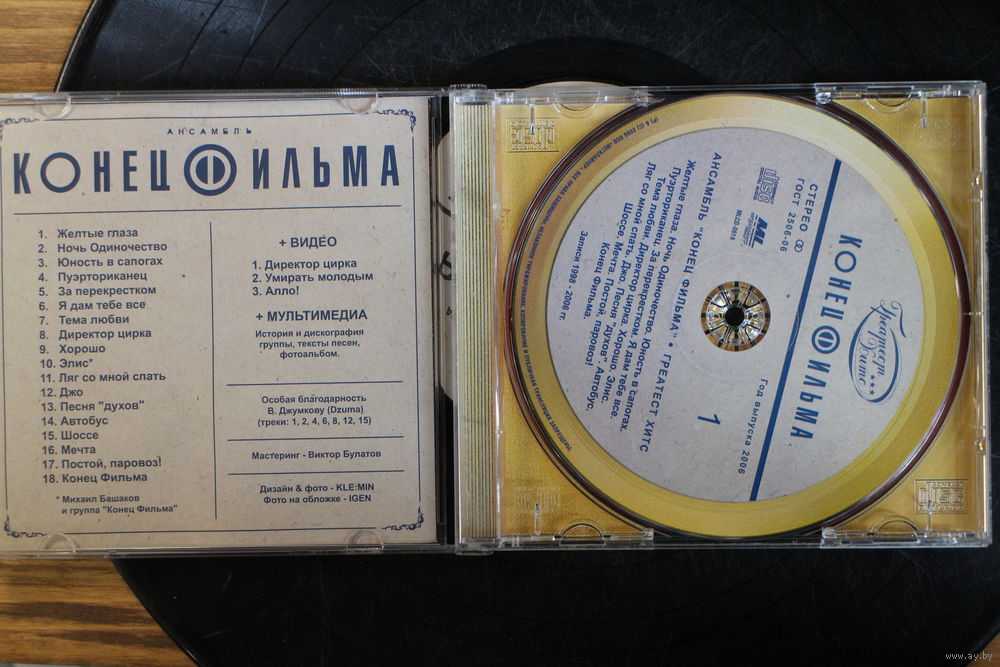 АНСАМБЛЬ
КОНЕЦ ФИЛЬМА
1. Желтые глаза
2. Ночь Одиночество
3. Юность в сапогах
4. Пуэрториканец
5. За перекрестком
6. Я дам тебе все
7. Тема любви
8. Директор цирка
9. Хорошо
10. Элис*
11. Ляг со мной спать
12. Джо
13. Песня "духов"
14. Автобус
15. Шоссе
16. Мечта
17. Постой, паровоз!
18. Конец Фильма
* Михаил Башаков
и группа "Конец Фильма"
+ ВИДЕО
1. Директор цирка
2. Умирать молодым
3. Алло!
+ МУЛЬТИМЕДИА
История и дискография
группы, тексты песен,
фотоальбом.
Особая благодарность
В. Джумкову (Dzuma)
(треки: 1, 2, 4, 6, 8, 12, 15)
Мастеринг - Виктор Булатов
Дизайн & фото - KLE:MIN
Фото на обложке - IGEN
Греатест Хитс
КОНЕЦ ФИЛЬМА
Год выпуска 2006
СТЕРЕО
ГОСТ 2506-06
ML
MLCD-0618
1
АНСАМБЛЬ "КОНЕЦ ФИЛЬМА" • ГРЕАТЕСТ ХИТС
Желтые глаза. Ночь Одиночество. Юность в сапогах.
Пуэрториканец. За перекрестком. Я дам тебе все.
Тема любви. Директор цирка. Хорошо. Элис.
Ляг со мной спать. Джо. Песня "духов". Автобус.
Шоссе. Мечта. Постой, паровоз!
Конец Фильма.
Записи 1998 - 2006 гг.
www.ay.by